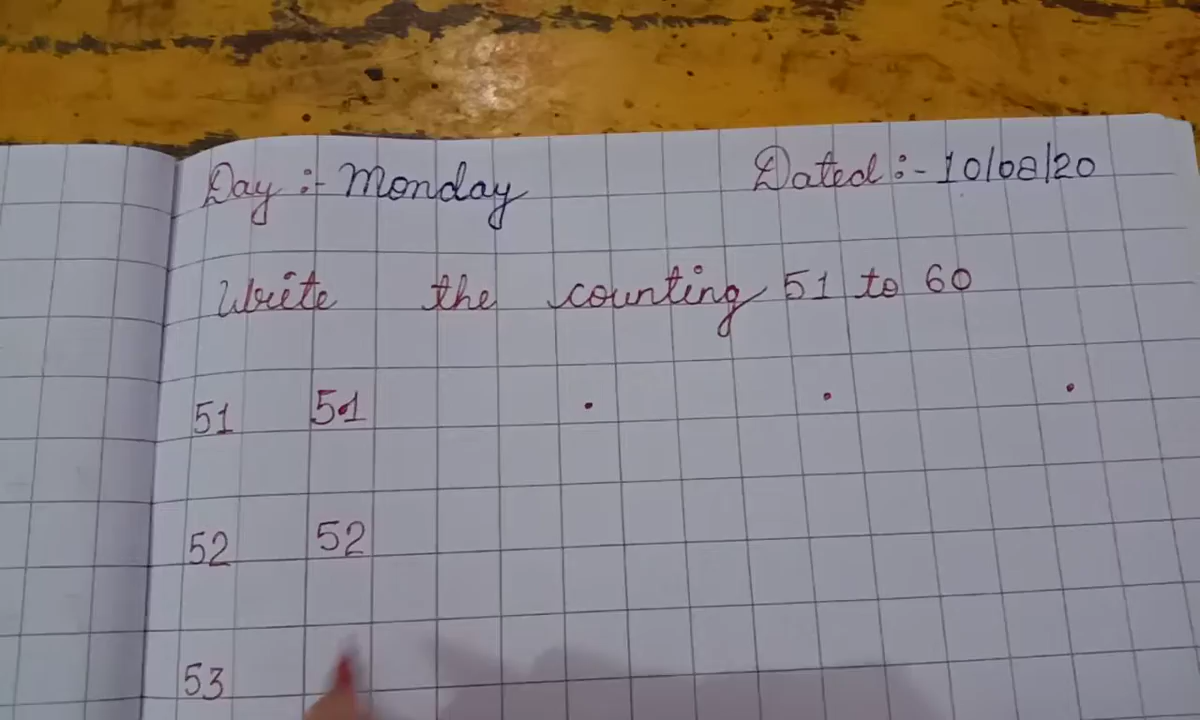 Day :- Monday Dated :- 10/08/20
Write the counting 51 to 60
51 51 . . .
52 52
53